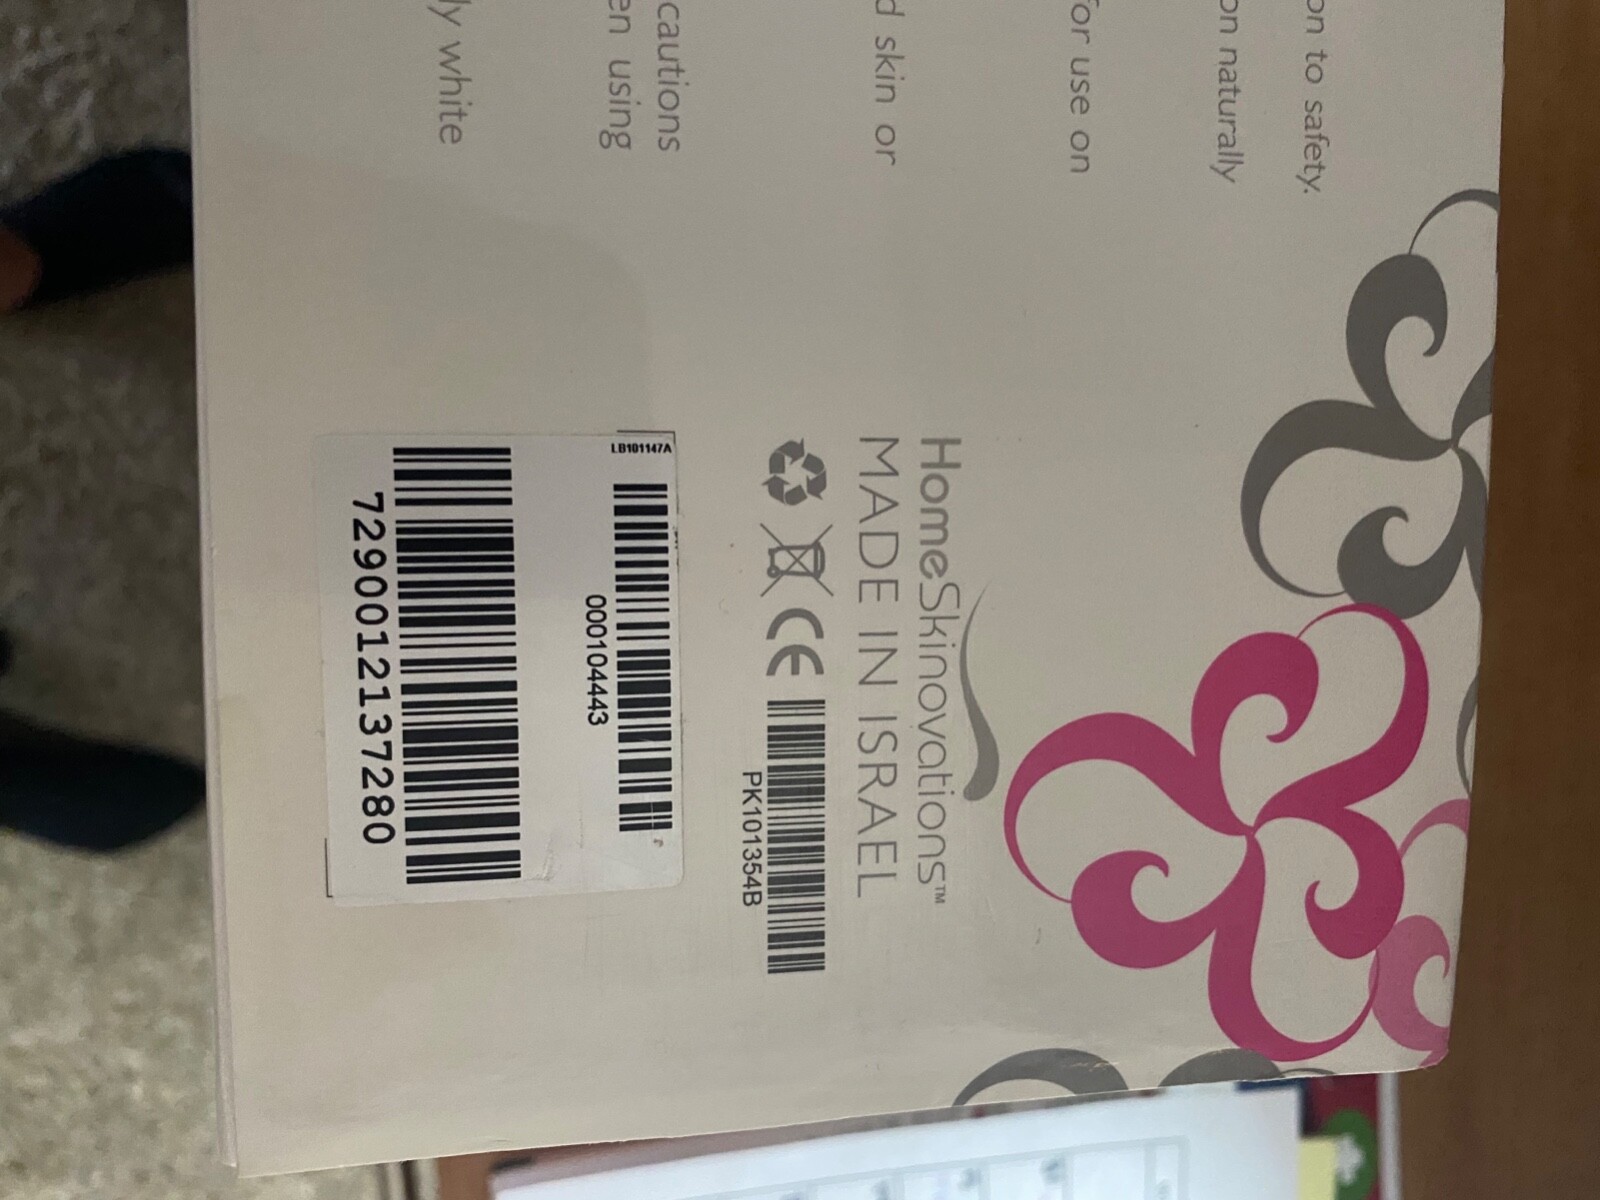 on to safety.
on naturally
for use on
d skin or
cautions
en using
ly white
HomeSkinovations™
MADE IN ISRAEL
CE
PK101354B
LB101147A
000104443
7290012137280